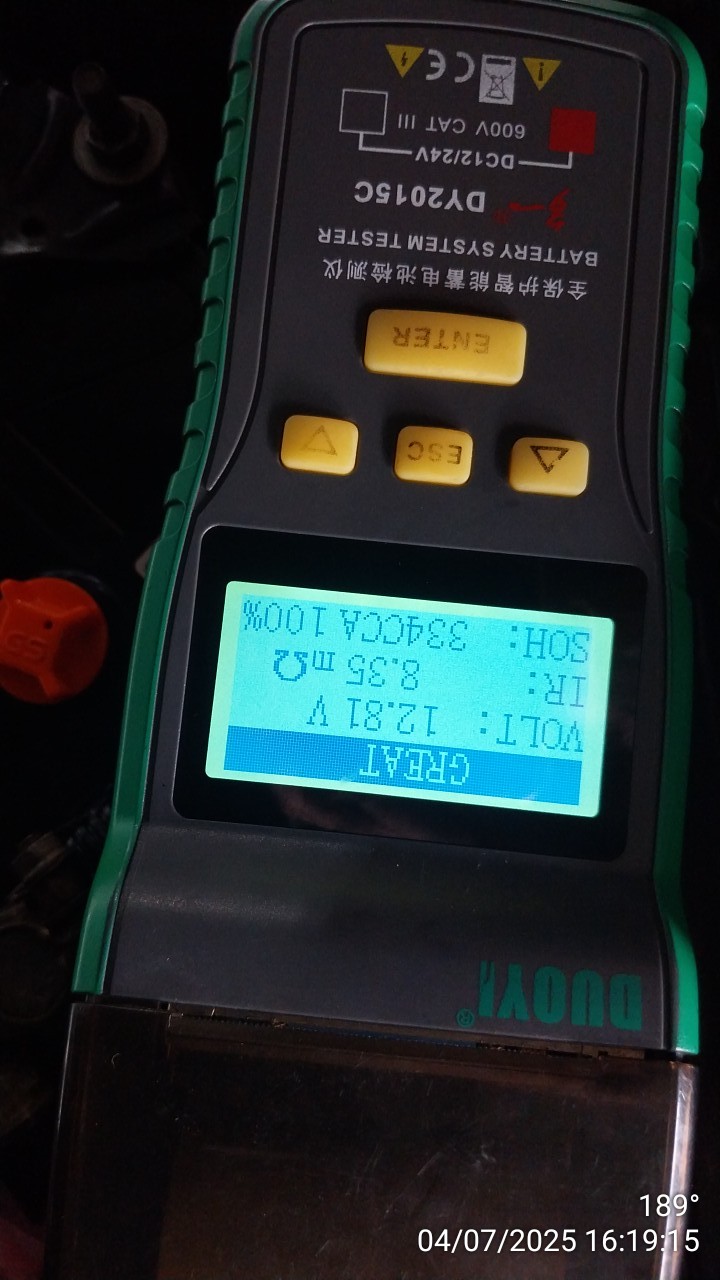 DUOYI®
GREAT
VOLT: 12.81 V
IR: 8.35 mΩ
SOH: 334CCA 100%
ESC
ENTER
全保护智能蓄电池检测仪
BATTERY SYSTEM TESTER
DY2015C
DC12/24V
600V CAT III
CE
189°
04/07/2025 16:19:15